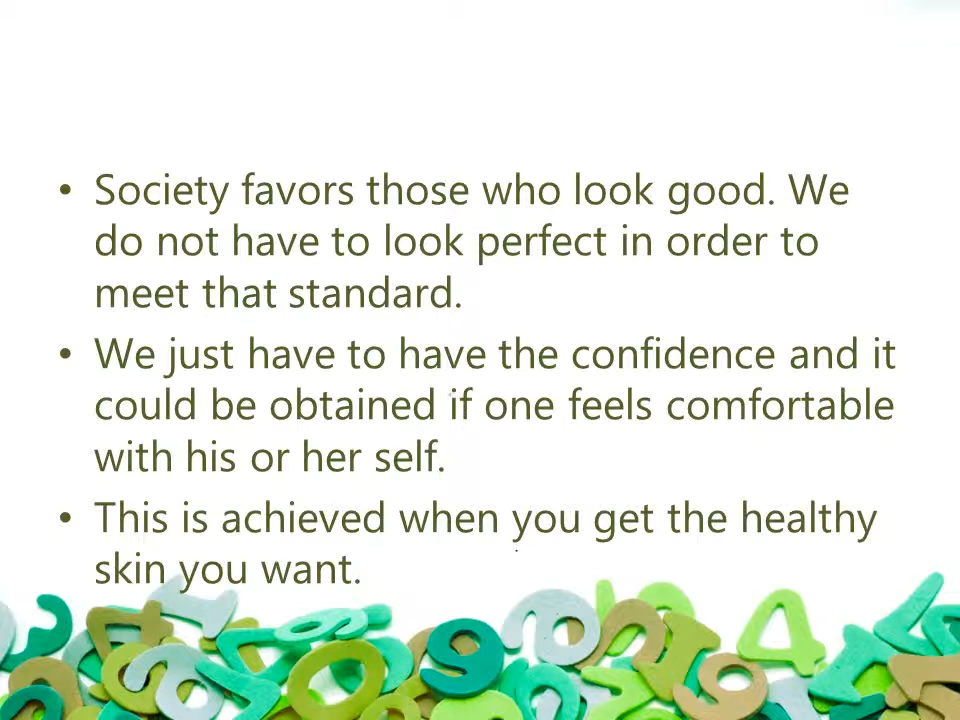 • Society favors those who look good. We
do not have to look perfect in order to
meet that standard.
• We just have to have the confidence and it
could be obtained if one feels comfortable
with his or her self.
• This is achieved when you get the healthy
skin you want.